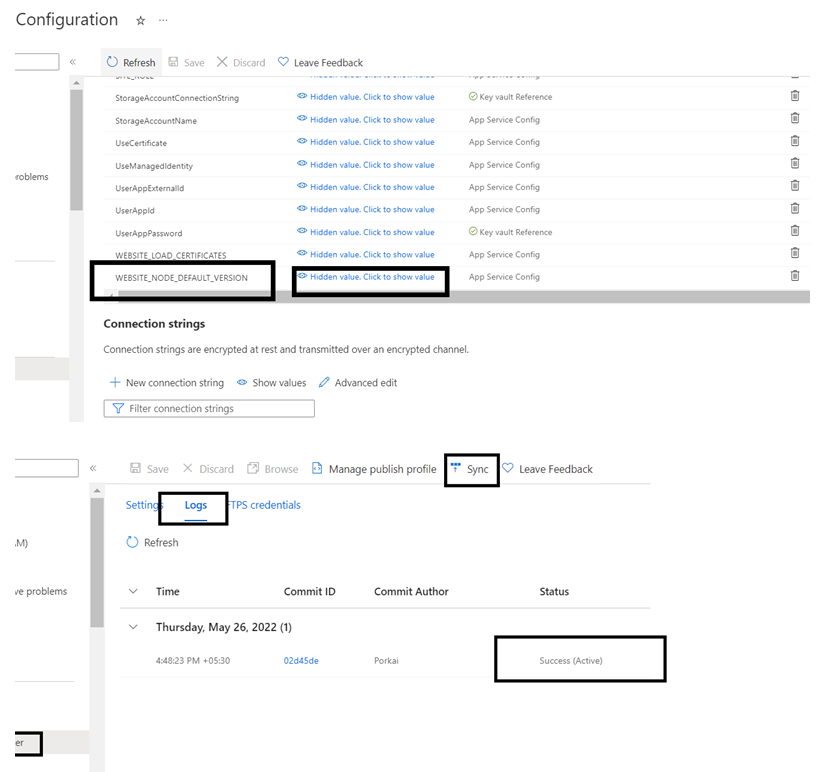 Configuration
Refresh Save Discard Leave Feedback
StorageAccountConnectionString Hidden value. Click to show value Key vault Reference
StorageAccountName Hidden value. Click to show value App Service Config
UseCertificate Hidden value. Click to show value App Service Config
UseManagedIdentity Hidden value. Click to show value App Service Config
roblems
UserAppExternalId Hidden value. Click to show value App Service Config
UserAppId Hidden value. Click to show value App Service Config
UserAppPassword Hidden value. Click to show value Key vault Reference
WEBSITE_LOAD_CERTIFICATES Hidden value. Click to show value App Service Config
WEBSITE_NODE_DEFAULT_VERSION Hidden value. Click to show value App Service Config
Connection strings
Connection strings are encrypted at rest and transmitted over an encrypted channel.
New connection string Show values Advanced edit
Filter connection strings
Save Discard Browse Manage publish profile Sync Leave Feedback
Settings Logs FTPS credentials
Refresh
Time Commit ID Commit Author Status
ve problems
Thursday, May 26, 2022 (1)
4:48:23 PM +05:30 02d45de Porkai Success (Active)
er